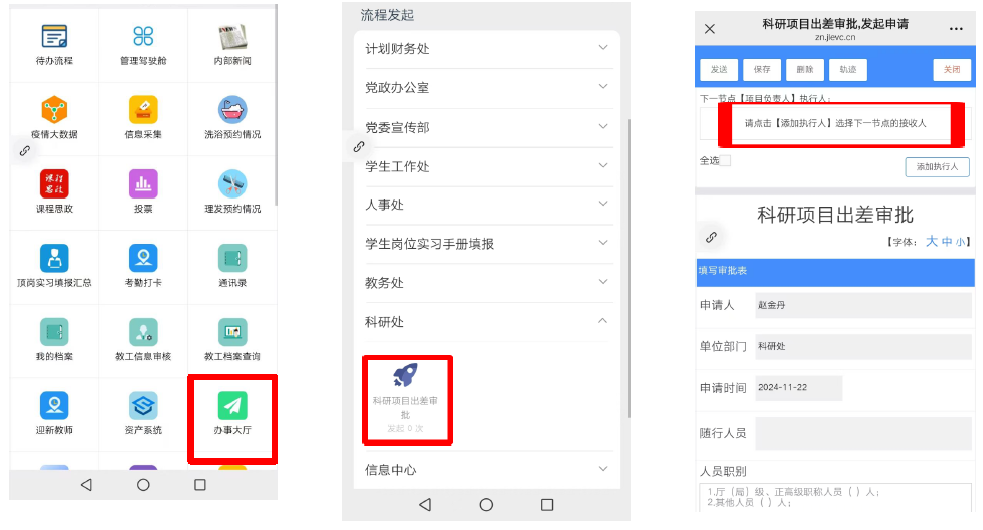 待办流程
管理驾驶舱
内部新闻
疫情大数据
信息采集
洗浴预约情况
课程思政
投票
理发预约情况
顶岗实习填报汇总
考勤打卡
通讯录
我的档案
教工信息审核
教工档案查询
迎新教师
资产系统
办事大厅
流程发起
计划财务处
党政办公室
党委宣传部
学生工作处
人事处
学生岗位实习手册填报
教务处
科研处
科研项目出差审
批
发起 0 次
信息中心
科研项目出差审批,发起申请
zn.jievc.cn
发送 保存 删除 轨迹 关闭
下一节点【项目负责人】执行人：
请点击【添加执行人】选择下一节点的接收人
全选
添加执行人
科研项目出差审批
【字体： 大 中 小】
填写审批表
申请人 赵金丹
单位部门 科研处
申请时间 2024-11-22
随行人员
人员职别
1.厅（局）级、正高级职称人员（ ）人；
2.其他人员（ ）人；